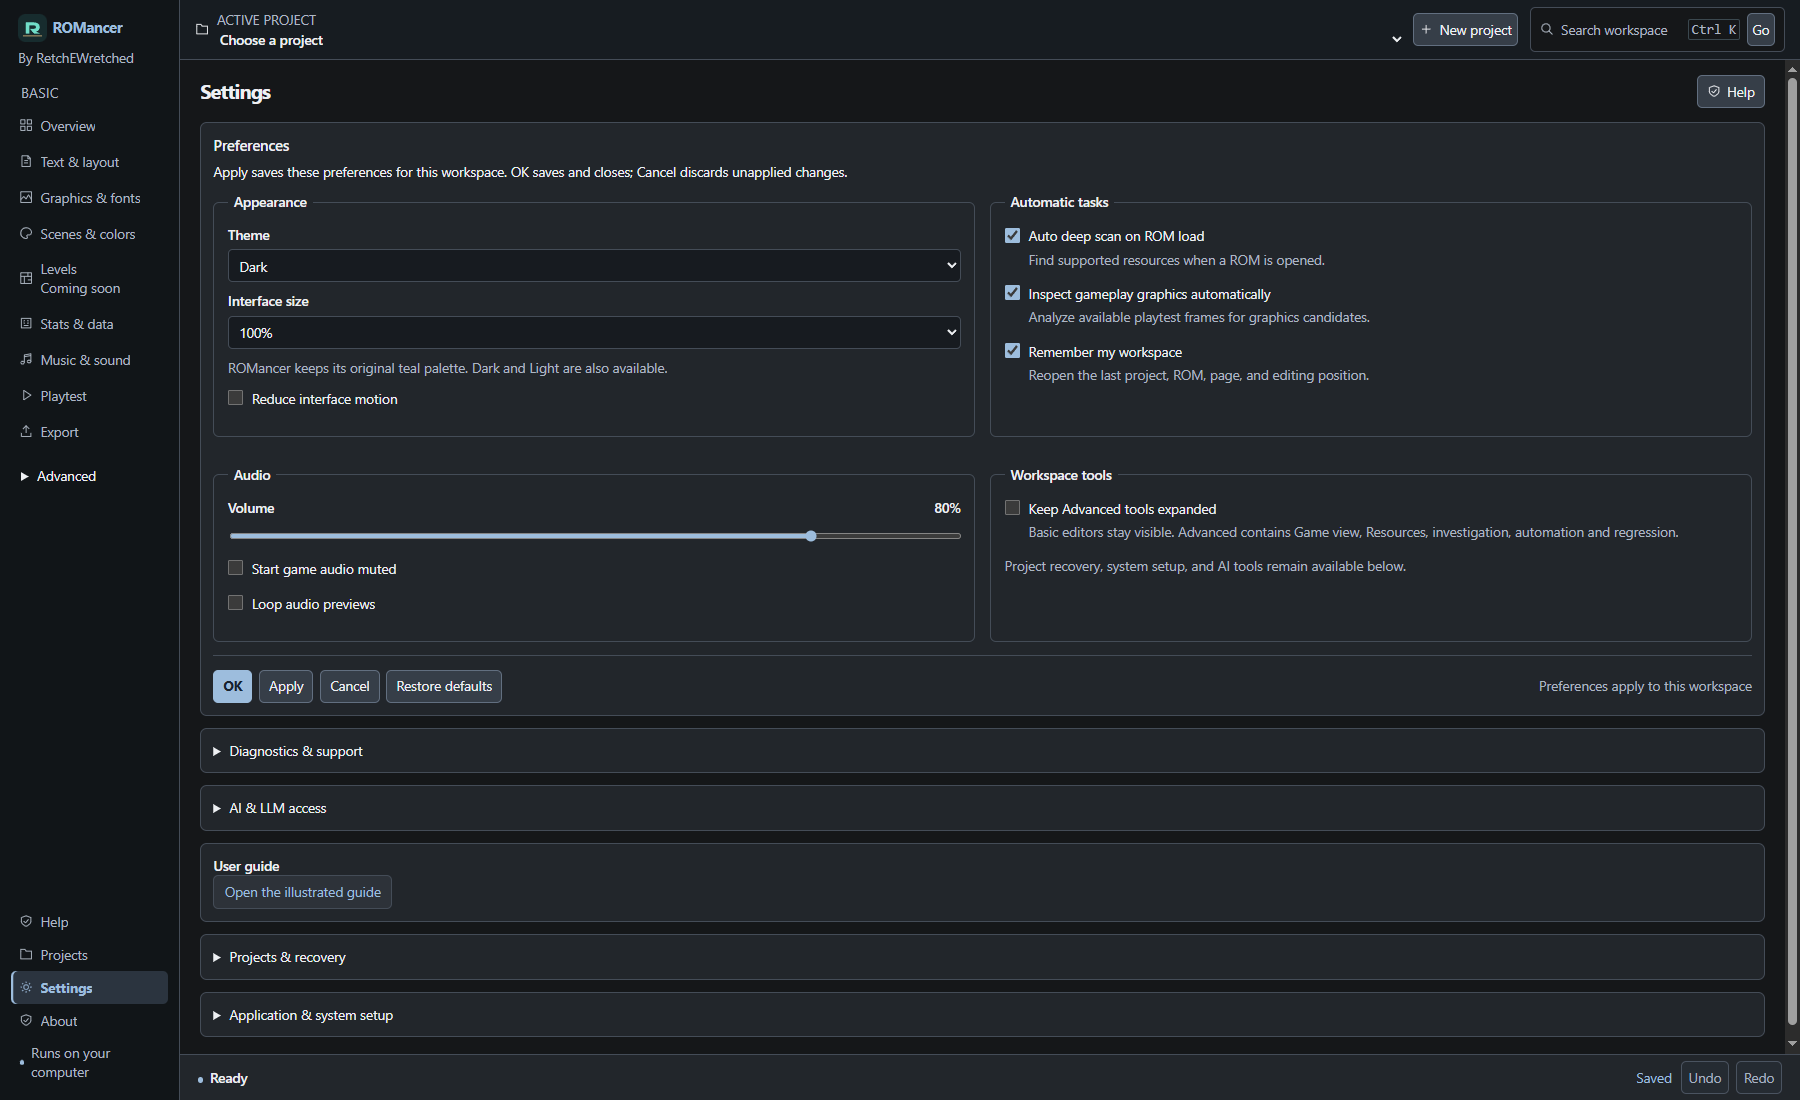 ROMancer
By RetchEWretched
BASIC
Overview
Text & layout
Graphics & fonts
Scenes & colors
Levels
Coming soon
Stats & data
Music & sound
Playtest
Export
Advanced
Help
Projects
Settings
About
Runs on your
computer
ACTIVE PROJECT
Choose a project
New project
Search workspace
Ctrl K
Go
Settings
Help
Preferences
Apply saves these preferences for this workspace. OK saves and closes; Cancel discards unapplied changes.
Appearance
Theme
Dark
Interface size
100%
ROMancer keeps its original teal palette. Dark and Light are also available.
Reduce interface motion
Automatic tasks
Auto deep scan on ROM load
Find supported resources when a ROM is opened.
Inspect gameplay graphics automatically
Analyze available playtest frames for graphics candidates.
Remember my workspace
Reopen the last project, ROM, page, and editing position.
Audio
Volume 80%
Start game audio muted
Loop audio previews
Workspace tools
Keep Advanced tools expanded
Basic editors stay visible. Advanced contains Game view, Resources, investigation, automation and regression.
Project recovery, system setup, and AI tools remain available below.
OK
Apply
Cancel
Restore defaults
Preferences apply to this workspace
Diagnostics & support
AI & LLM access
User guide
Open the illustrated guide
Projects & recovery
Application & system setup
Ready
Saved
Undo
Redo